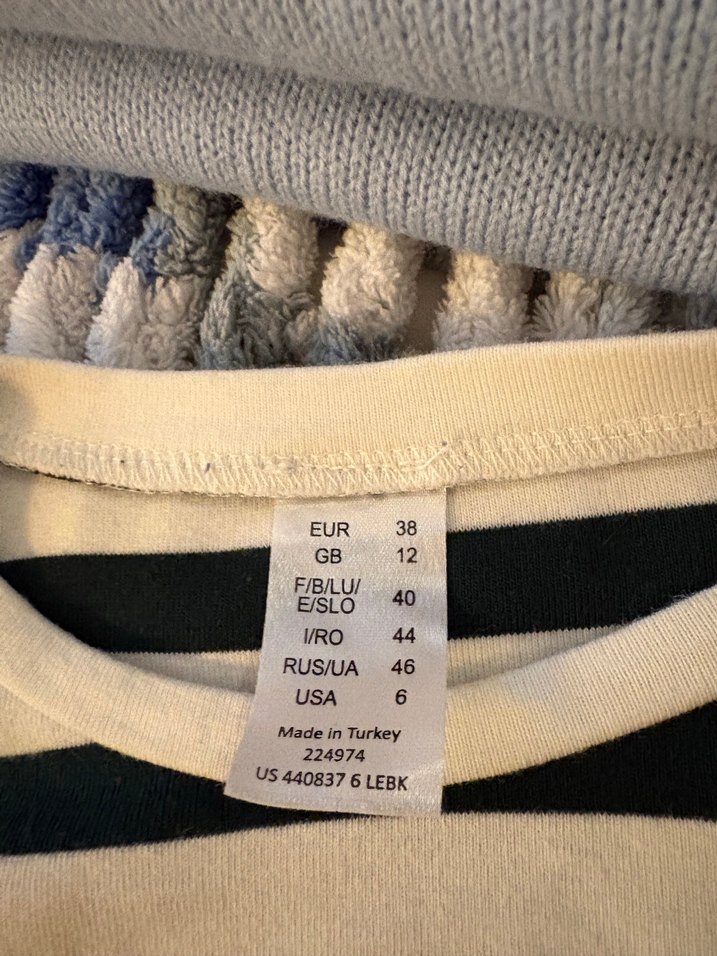 EUR 38
GB 12
F/B/LU/
E/SLO 40
I/RO 44
RUS/UA 46
USA 6
Made in Turkey
224974
US 440837 6 LEBK